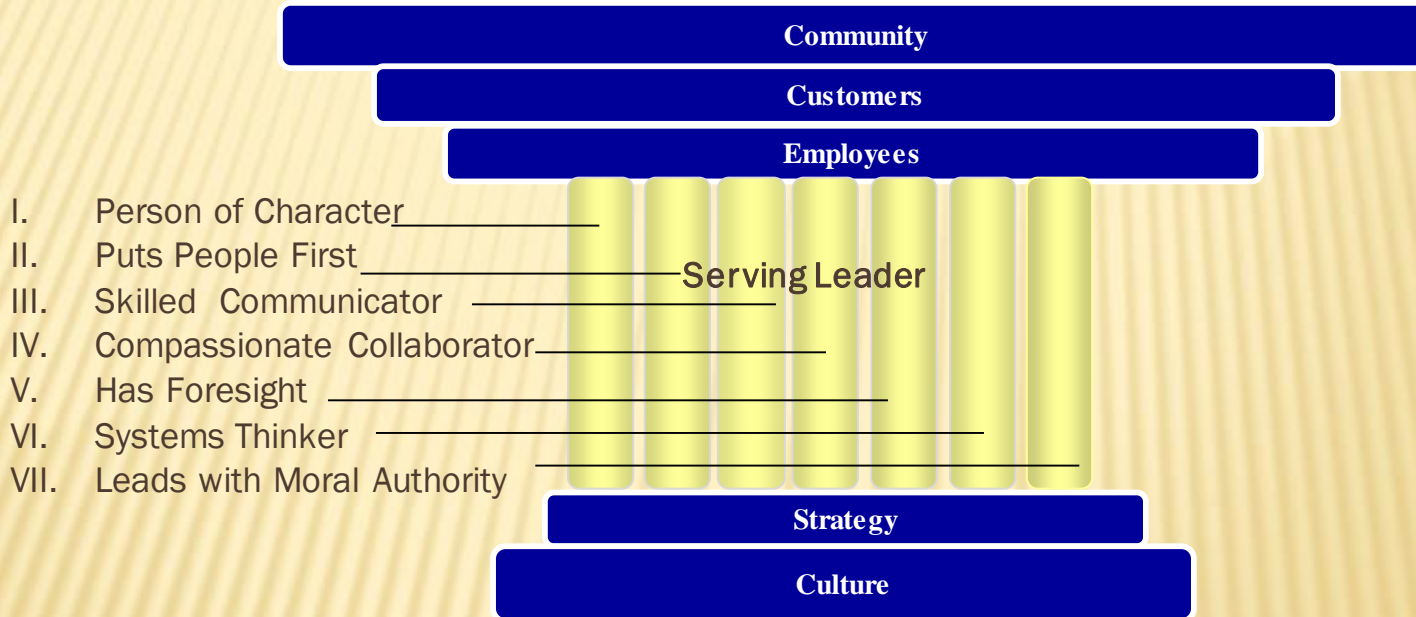 Community
Customers
Employees
I. Person of Character
II. Puts People First
Serving Leader
III. Skilled Communicator
IV. Compassionate Collaborator
V. Has Foresight
VI. Systems Thinker
VII. Leads with Moral Authority
Strategy
Culture